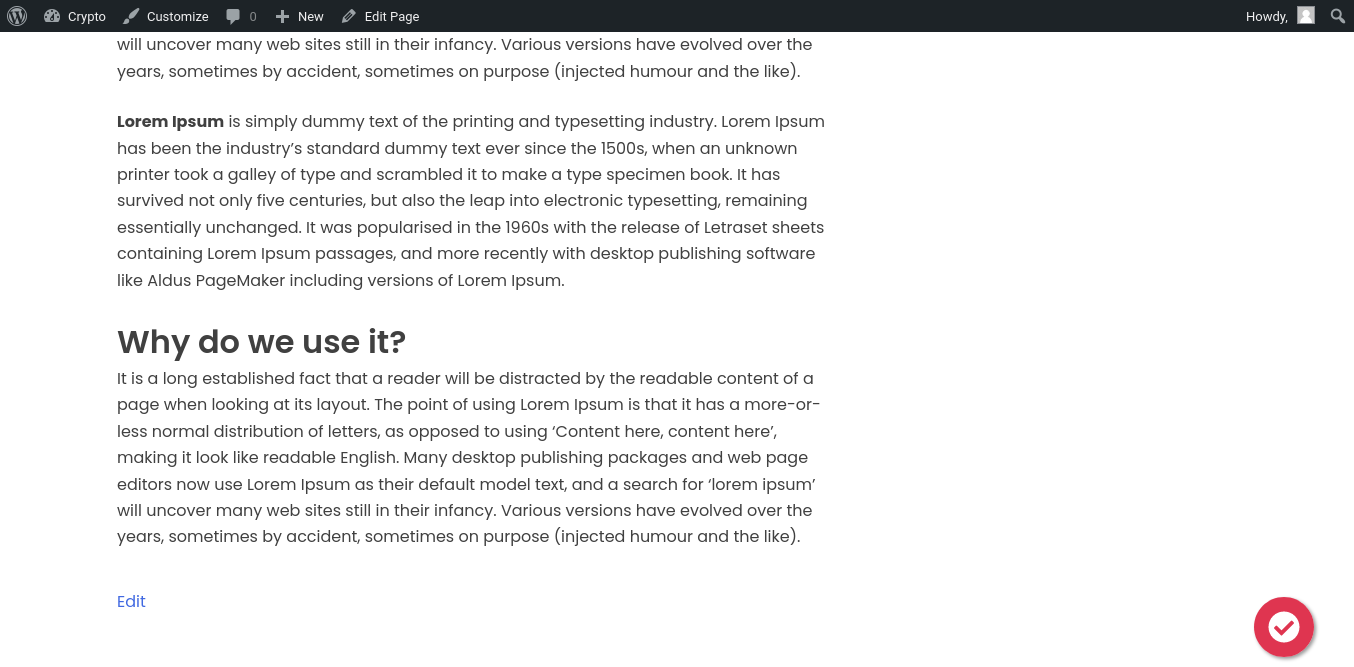 Crypto Customize 0 New Edit Page Howdy,
will uncover many web sites still in their infancy. Various versions have evolved over the
years, sometimes by accident, sometimes on purpose (injected humour and the like).
Lorem Ipsum is simply dummy text of the printing and typesetting industry. Lorem Ipsum
has been the industry’s standard dummy text ever since the 1500s, when an unknown
printer took a galley of type and scrambled it to make a type specimen book. It has
survived not only five centuries, but also the leap into electronic typesetting, remaining
essentially unchanged. It was popularised in the 1960s with the release of Letraset sheets
containing Lorem Ipsum passages, and more recently with desktop publishing software
like Aldus PageMaker including versions of Lorem Ipsum.
Why do we use it?
It is a long established fact that a reader will be distracted by the readable content of a
page when looking at its layout. The point of using Lorem Ipsum is that it has a more-or-
less normal distribution of letters, as opposed to using ‘Content here, content here’,
making it look like readable English. Many desktop publishing packages and web page
editors now use Lorem Ipsum as their default model text, and a search for ‘lorem ipsum’
will uncover many web sites still in their infancy. Various versions have evolved over the
years, sometimes by accident, sometimes on purpose (injected humour and the like).
Edit